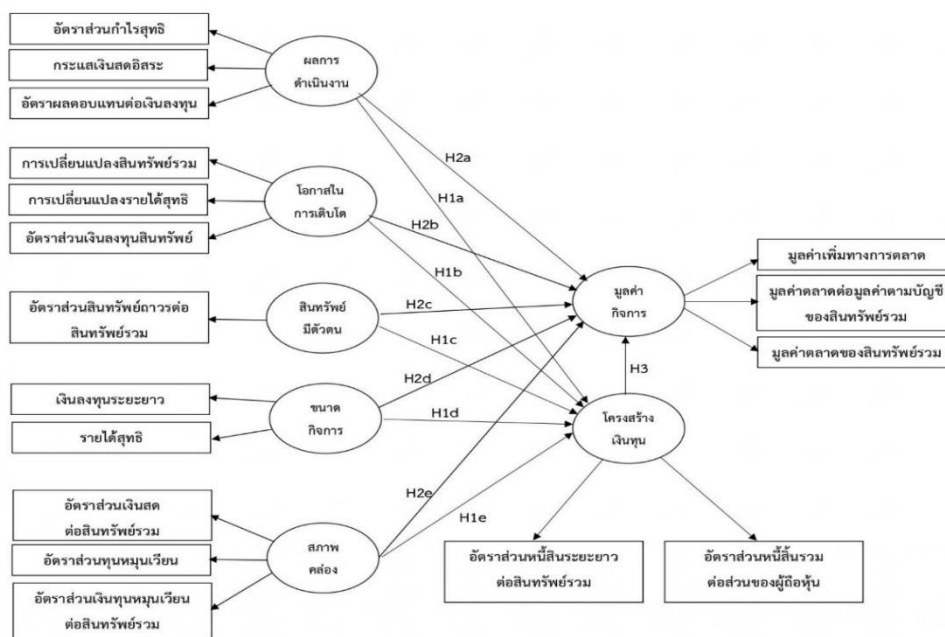 อัตราส่วนกำไรสุทธิ
กระแสเงินสดอิสระ
อัตราผลตอบแทนต่อเงินลงทุน
ผลการ
ดำเนินงาน
การเปลี่ยนแปลงสินทรัพย์รวม
การเปลี่ยนแปลงรายได้สุทธิ
อัตราส่วนเงินลงทุนสินทรัพย์
โอกาสใน
การเติบโต
อัตราส่วนสินทรัพย์ถาวรต่อ
สินทรัพย์รวม
สินทรัพย์
มีตัวตน
เงินลงทุนระยะยาว
รายได้สุทธิ
ขนาด
กิจการ
อัตราส่วนเงินสด
ต่อสินทรัพย์รวม
อัตราส่วนทุนหมุนเวียน
อัตราส่วนเงินทุนหมุนเวียน
ต่อสินทรัพย์รวม
สภาพ
คล่อง
H2a
H1a
H2b
H1b
H2c
H1c
H2d
H1d
H2e
H1e
มูลค่า
กิจการ
H3
โครงสร้าง
เงินทุน
มูลค่าเพิ่มทางการตลาด
มูลค่าตลาดต่อมูลค่าตามบัญชี
ของสินทรัพย์รวม
มูลค่าตลาดของสินทรัพย์รวม
อัตราส่วนหนี้สินระยะยาว
ต่อสินทรัพย์รวม
อัตราส่วนหนี้สิ้นรวม
ต่อส่วนของผู้ถือหุ้น